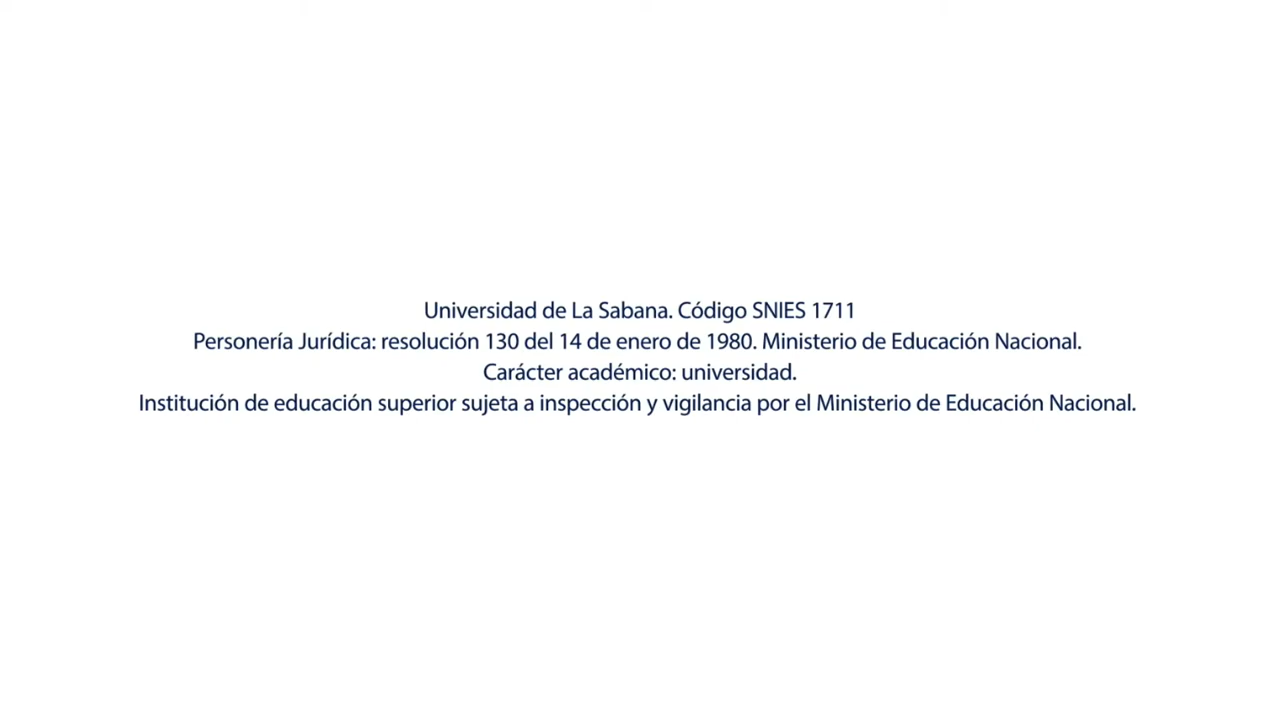 Universidad de La Sabana. Código SNIES 1711
Personería Jurídica: resolución 130 del 14 de enero de 1980. Ministerio de Educación Nacional.
Carácter académico: universidad.
Institución de educación superior sujeta a inspección y vigilancia por el Ministerio de Educación Nacional.